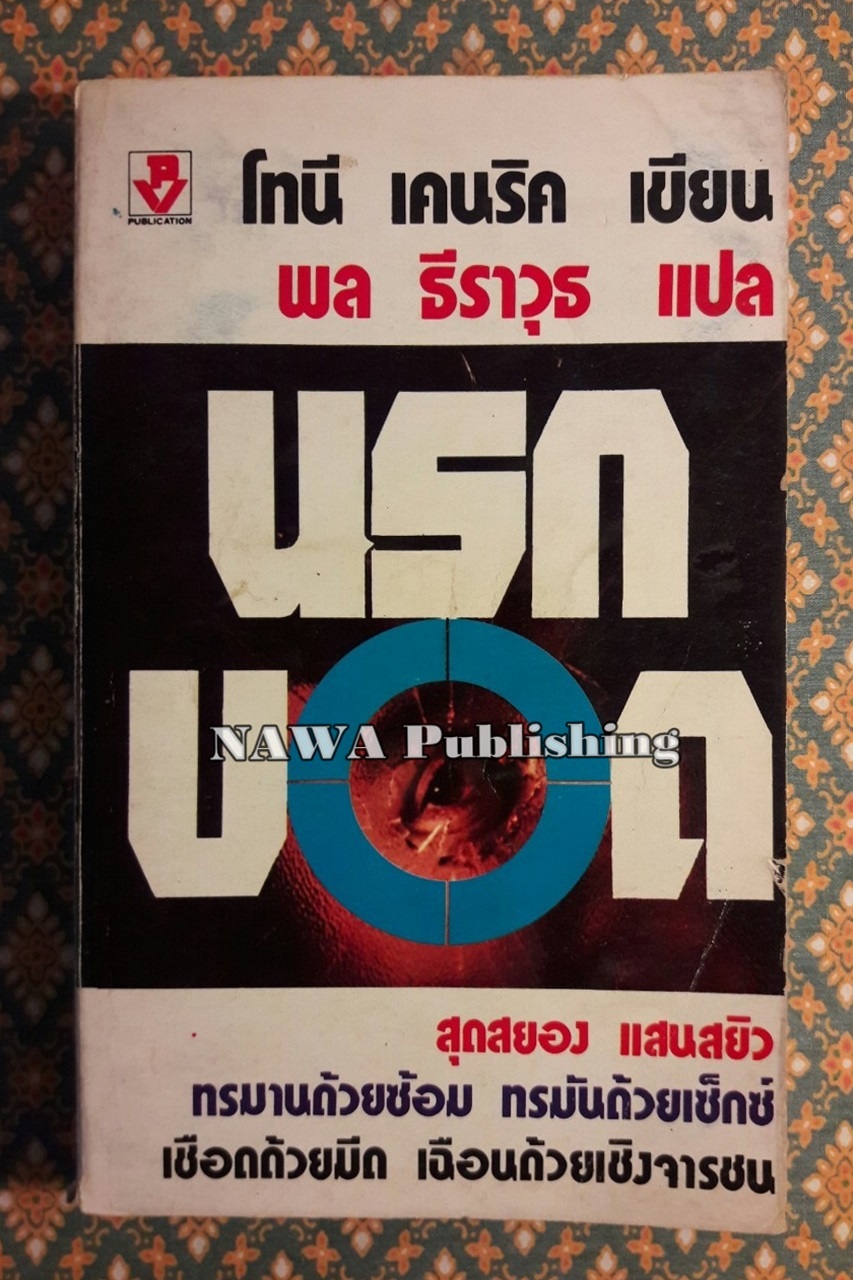 PV
PUBLICATION
โทนี เคนริค เขียน
พล ธีราวุธ แปล
นรก
บอด
NAWA Publishing
สุดสยอง แสนสยิว
ทรมานด้วยซ้อม ทรมันด้วยเซ็กซ์
เชือดด้วยมีด เฉือนด้วยเชิงจารชน